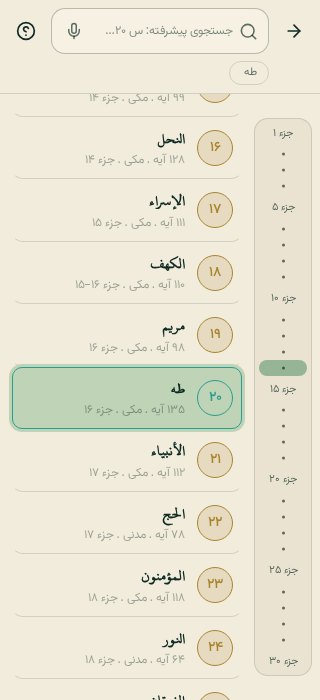 جستجوی پیشرفته: س ۲۰...
طه
۹۹ آیه . مکی . جزء ۱۴
۱۶
النحل
۱۲۸ آیه . مکی . جزء ۱۴
۱۷
الإسراء
۱۱۱ آیه . مکی . جزء ۱۵
۱۸
الكهف
۱۱۰ آیه . مکی . جزء ۱۵-۱۶
۱۹
مريم
۹۸ آیه . مکی . جزء ۱۶
۲۰
طه
۱۳۵ آیه . مکی . جزء ۱۶
۲۱
الأنبياء
۱۱۲ آیه . مکی . جزء ۱۷
۲۲
الحج
۷۸ آیه . مدنی . جزء ۱۷
۲۳
المؤمنون
۱۱۸ آیه . مکی . جزء ۱۸
۲۴
النور
۶۴ آیه . مدنی . جزء ۱۸
جزء ۱
جزء ۵
جزء ۱۰
جزء ۱۵
جزء ۲۰
جزء ۲۵
جزء ۳۰